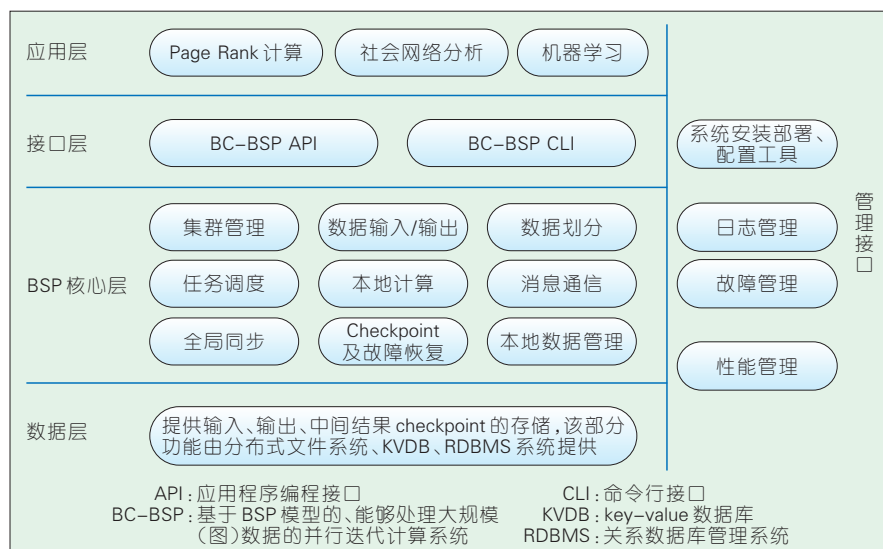 应用层
Page Rank 计算
社会网络分析
机器学习
接口层
BC-BSP API
BC-BSP CLI
BSP 核心层
集群管理
数据输入/输出
数据划分
任务调度
本地计算
消息通信
全局同步
Checkpoint
及故障恢复
本地数据管理
数据层
提供输入、输出、中间结果 checkpoint 的存储,该部分
功能由分布式文件系统、KVDB、RDBMS 系统提供
系统安装部署、
配置工具
日志管理
故障管理
性能管理
管理接口
API:应用程序编程接口
BC-BSP:基于 BSP 模型的、能够处理大规模
(图)数据的并行迭代计算系统
CLI:命令行接口
KVDB:key-value 数据库
RDBMS:关系数据库管理系统